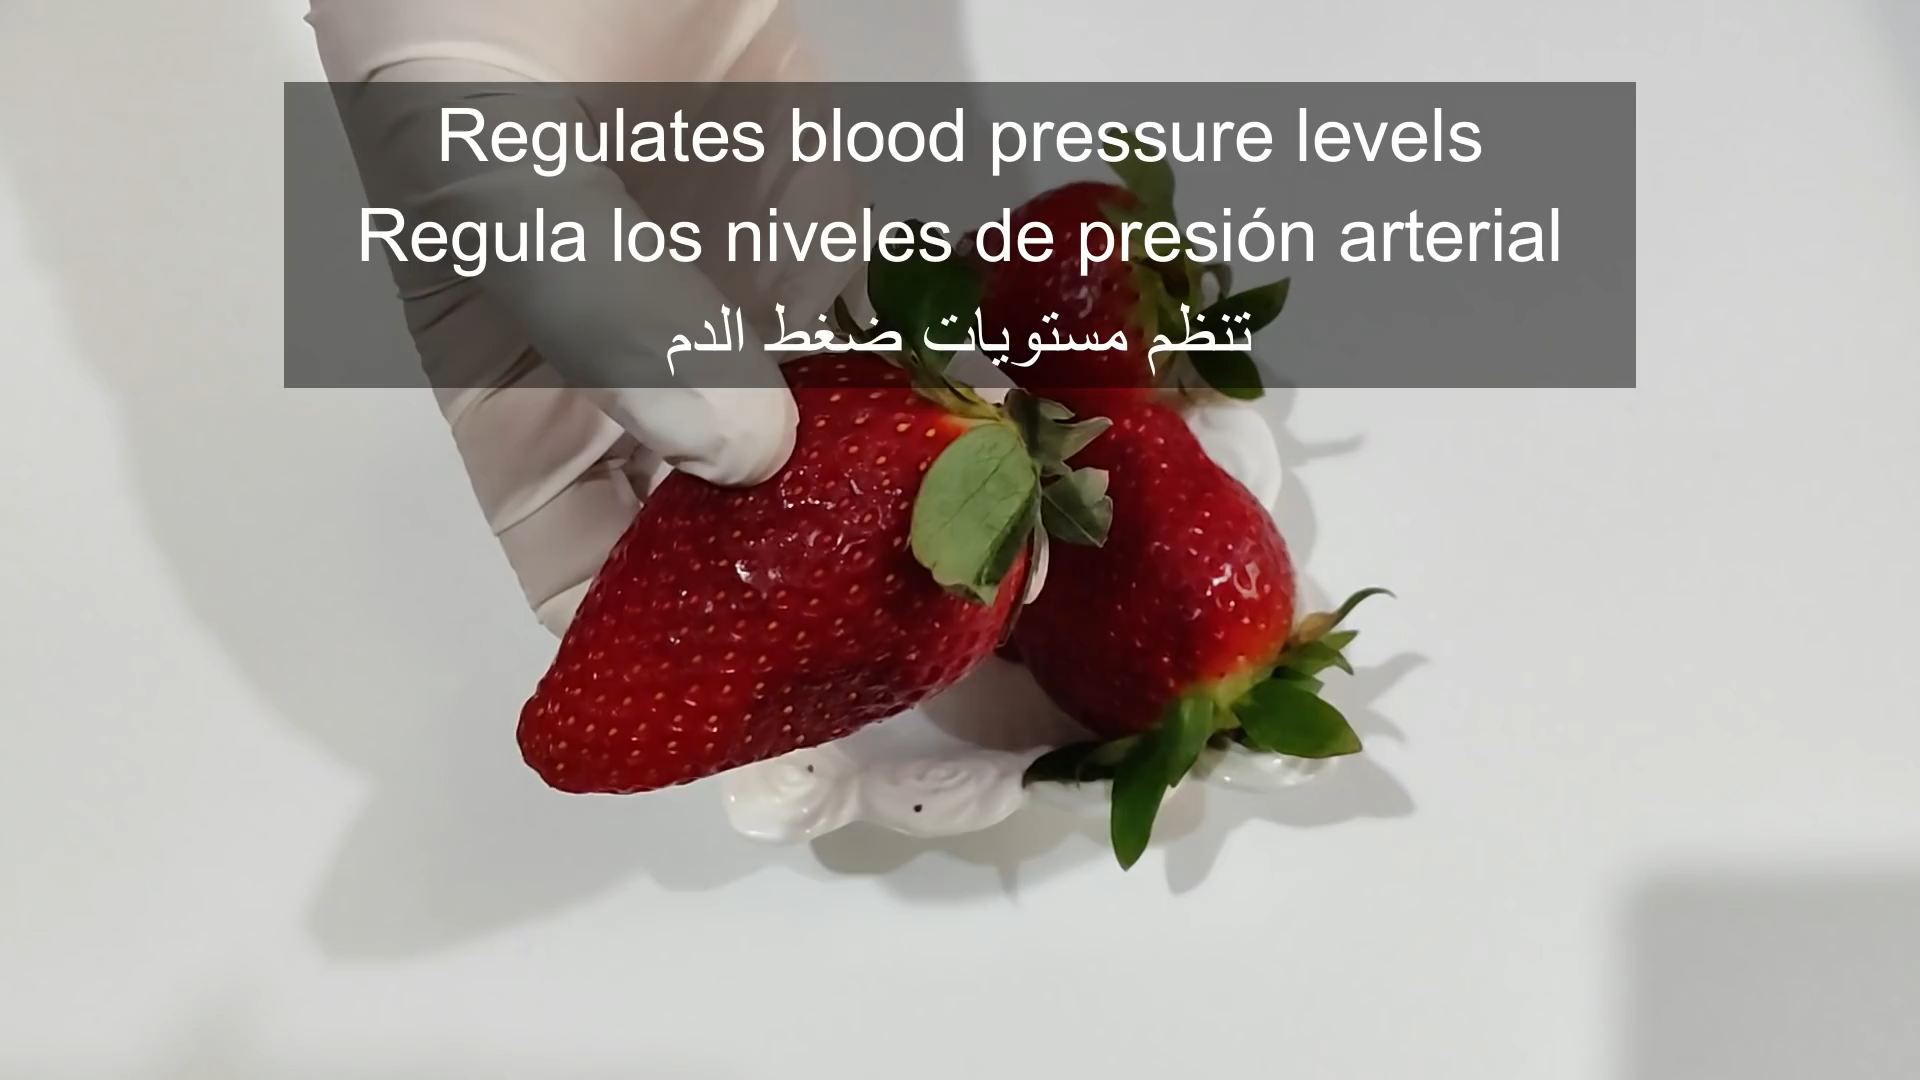 Regulates blood pressure levels
Regula los niveles de presión arterial
تنظم مستويات ضغط الدم